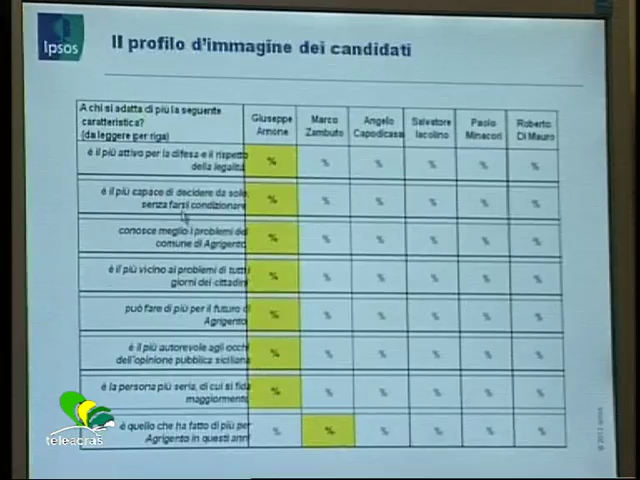 Ipsos
Il profilo d'immagine dei candidati
A chi si adatta di più la seguente
caratteristica?
(da leggere per riga)
Giuseppe
Arnone
Marco
Zambuto
Angelo
Capodicasa
Salvatore
Iacolino
Paolo
Minacori
Roberto
Di Mauro
è il più attivo per la difesa e il rispetto
della legalità
% % % % % %
è il più capace di decidere da solo,
senza farsi condizionare
% % % % % %
conosce meglio i problemi del
comune di Agrigento
% % % % % %
è il più vicino ai problemi di tutti i
giorni dei cittadini
% % % % % %
può fare di più per il futuro di
Agrigento
% % % % % %
è il più autorevole agli occhi
dell'opinione pubblica siciliana
% % % % % %
è la persona più seria, di cui si fida
maggiormente
% % % % % %
è quello che ha fatto di più per
Agrigento in questi anni
% % % % % %
teleacras
© 2012 Ipsos